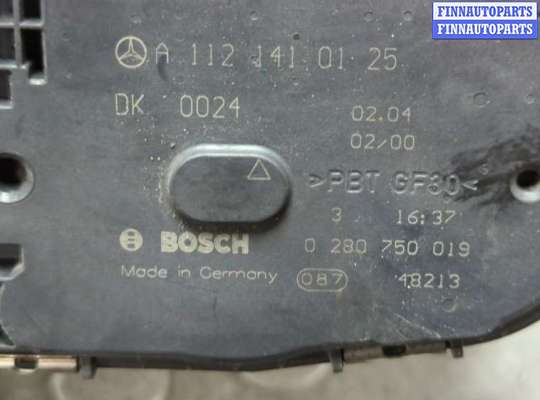 FINNAUTOPARTS
FINNAUTOPARTS
FINNAUTOPARTS
A 112 141 01 25
DK 0024
02.04
02/00
>PBT GF30<
3 16:37
BOSCH 0 280 750 019
Made in Germany 087 48213